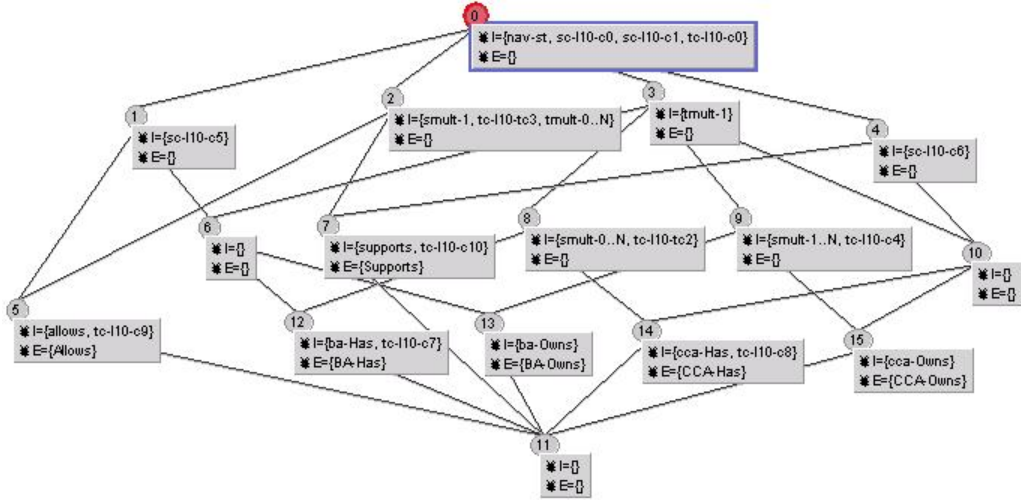 0
I={nav-st, sc-l10-c0, sc-l10-c1, tc-l10-c0}
E={}
1
I={sc-l10-c5}
E={}
2
I={smult-1, tc-l10-tc3, tmult-0..N}
E={}
3
I={tmult-1}
E={}
4
I={sc-l10-c6}
E={}
5
I={allows, tc-l10-c9}
E={Allows}
6
I={}
E={}
7
I={supports, tc-l10-c10}
E={Supports}
8
I={smult-0..N, tc-l10-tc2}
E={}
9
I={smult-1..N, tc-l10-c4}
E={}
10
I={}
E={}
12
I={ba-Has, tc-l10-c7}
E={BA-Has}
13
I={ba-Owns}
E={BA-Owns}
14
I={cca-Has, tc-l10-c8}
E={CCA-Has}
15
I={cca-Owns}
E={CCA-Owns}
11
I={}
E={}